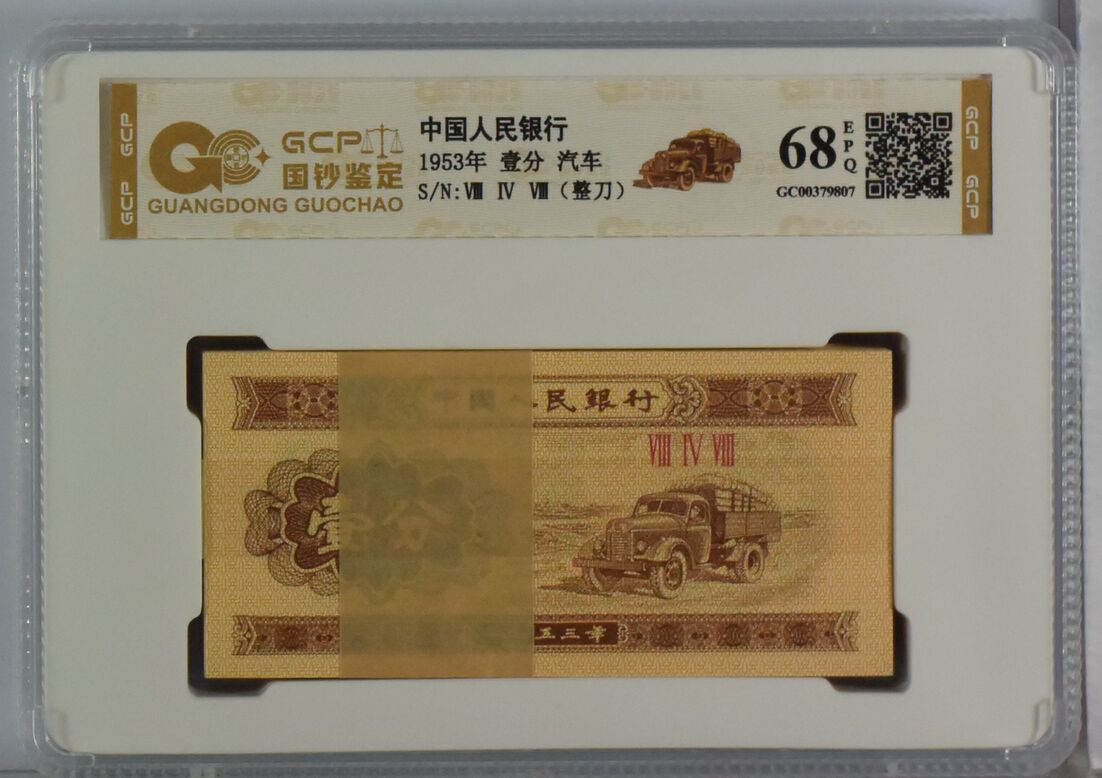 GCP
GCP
GCP
国钞鉴定
GUANGDONG GUOCHAO
中国人民银行
1953年 壹分 汽车
S/N:Ⅷ Ⅳ Ⅷ（整刀）
68
EPQ
GC00379807
GCP
GCP
中国人民銀行
Ⅷ Ⅳ Ⅷ
壹分
五三年